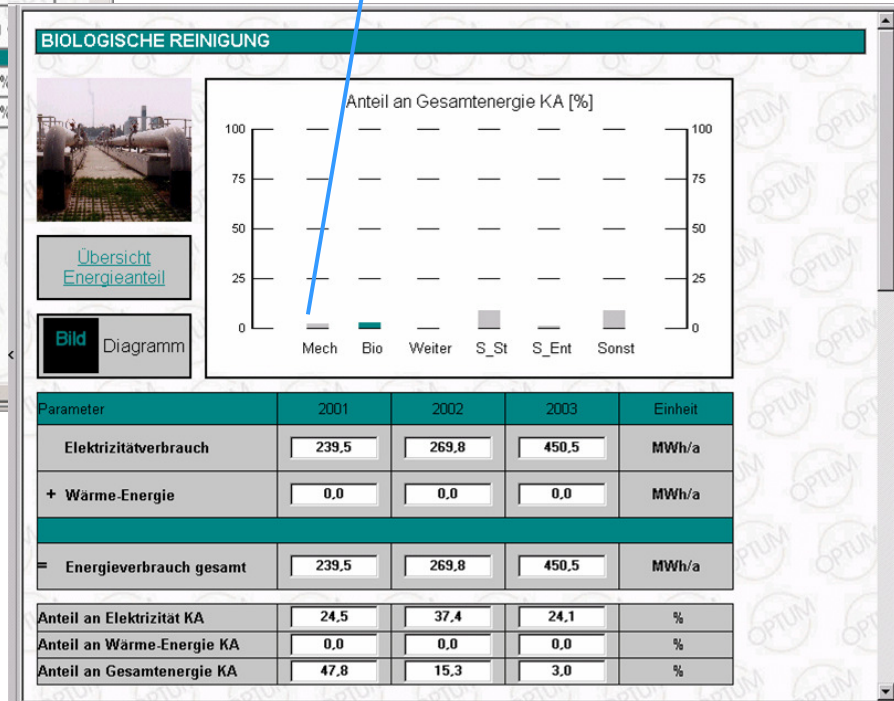 BIOLOGISCHE REINIGUNG
Anteil an Gesamtenergie KA [%]
100 100
75 75
50 50
25 25
0 0
Mech Bio Weiter S_St S_Ent Sonst
Übersicht
Energieanteil
Bild Diagramm
Parameter 2001 2002 2003 Einheit
Elektrizitätverbrauch 239,5 269,8 450,5 MWh/a
+ Wärme-Energie 0,0 0,0 0,0 MWh/a
= Energieverbrauch gesamt 239,5 269,8 450,5 MWh/a
Anteil an Elektrizität KA 24,5 37,4 24,1 %
Anteil an Wärme-Energie KA 0,0 0,0 0,0 %
Anteil an Gesamtenergie KA 47,8 15,3 3,0 %
%
%
OPTUM